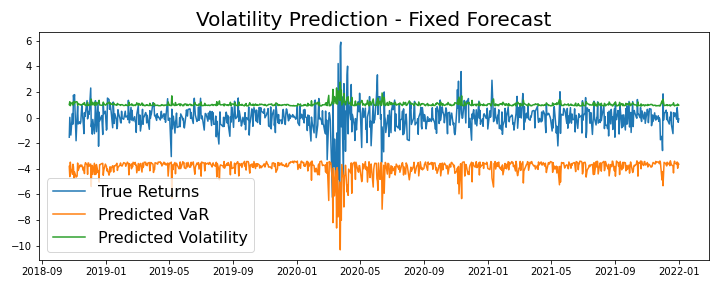 Volatility Prediction - Fixed Forecast
6
4
2
0
−2
−4
−6
−8
−10
True Returns
Predicted VaR
Predicted Volatility
2018-09 2019-01 2019-05 2019-09 2020-01 2020-05 2020-09 2021-01 2021-05 2021-09 2022-01